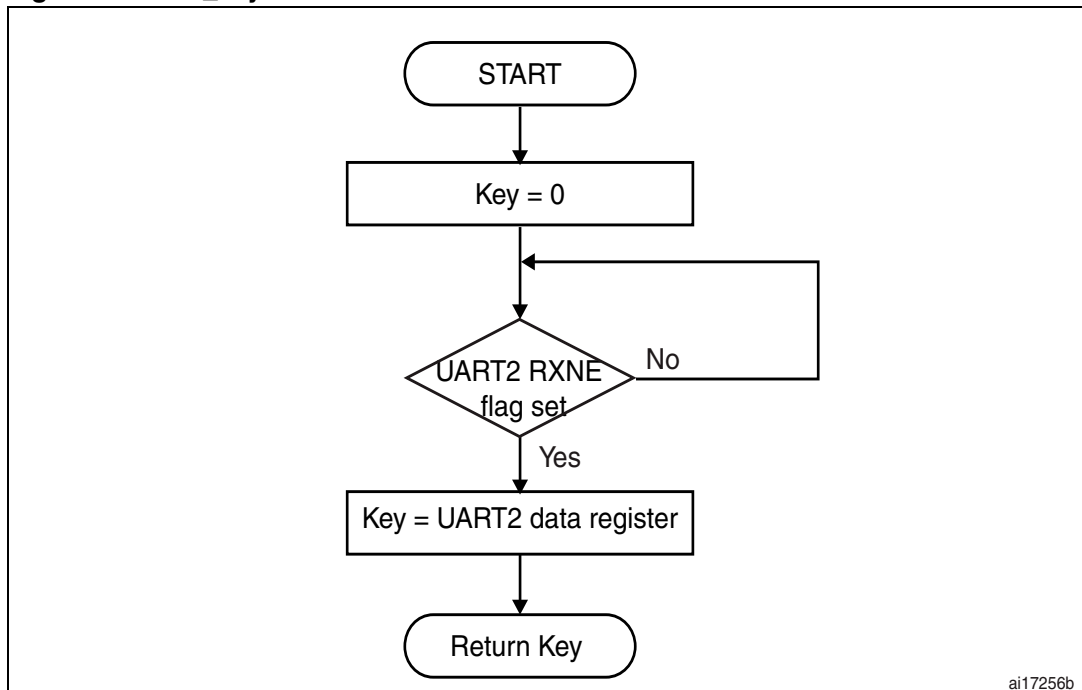 START
Key = 0
UART2 RXNE
flag set
No
Yes
Key = UART2 data register
Return Key
ai17256b